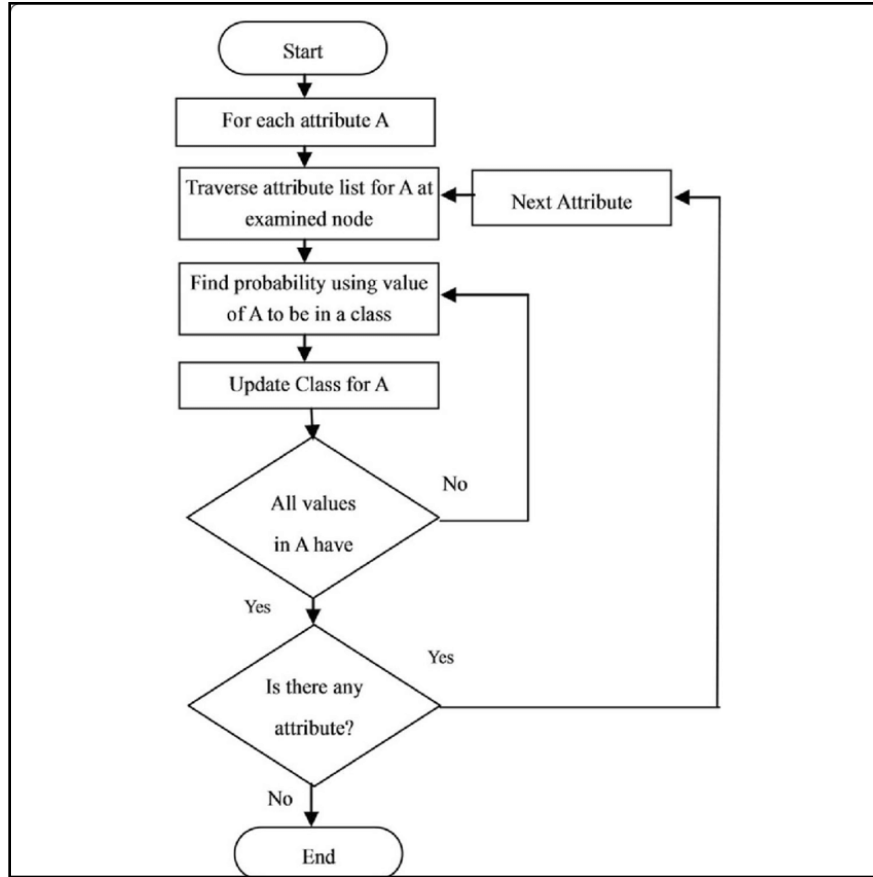 Start
For each attribute A
Traverse attribute list for A at
examined node
Next Attribute
Find probability using value
of A to be in a class
Update Class for A
No
All values
in A have
Yes
Yes
Is there any
attribute?
No
End